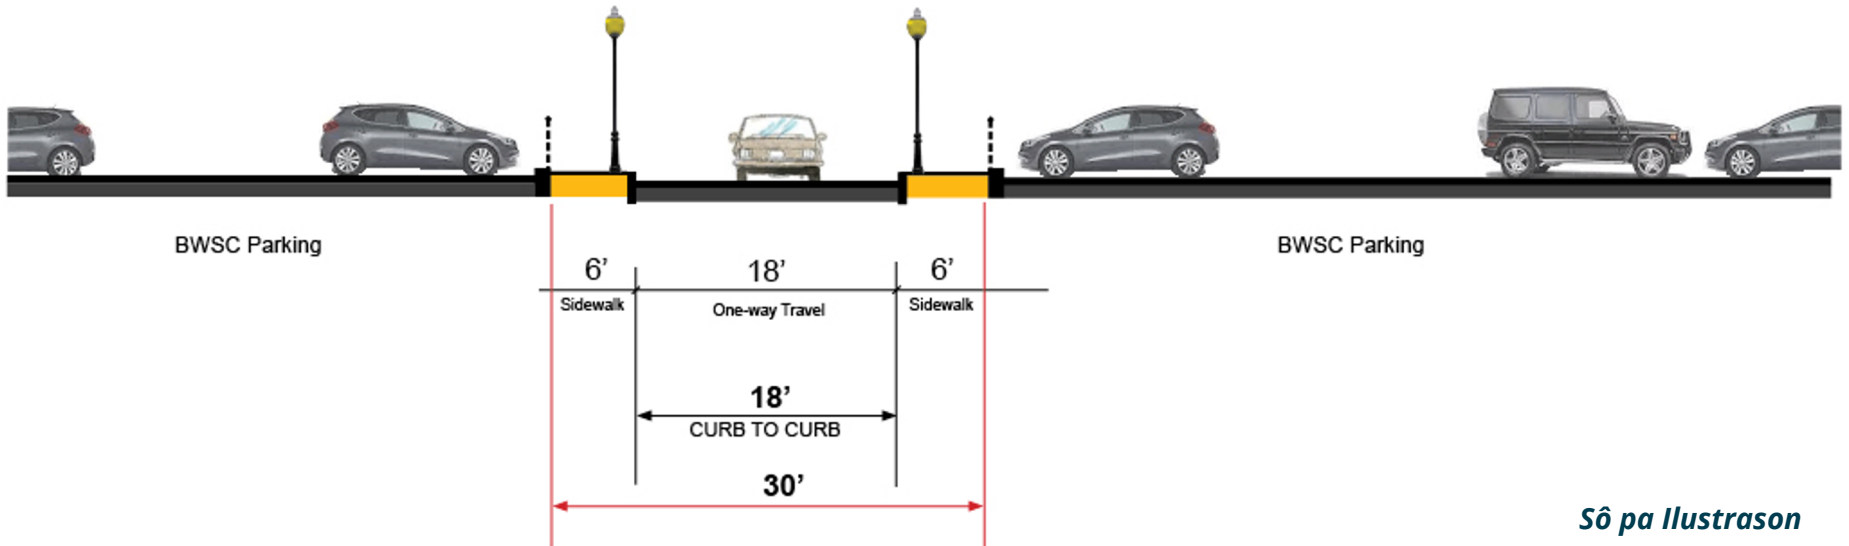 BWSC Parking
BWSC Parking
6’ 18’ 6’
Sidewalk One-way Travel Sidewalk
18’
CURB TO CURB
30’
Sô pa Ilustrason